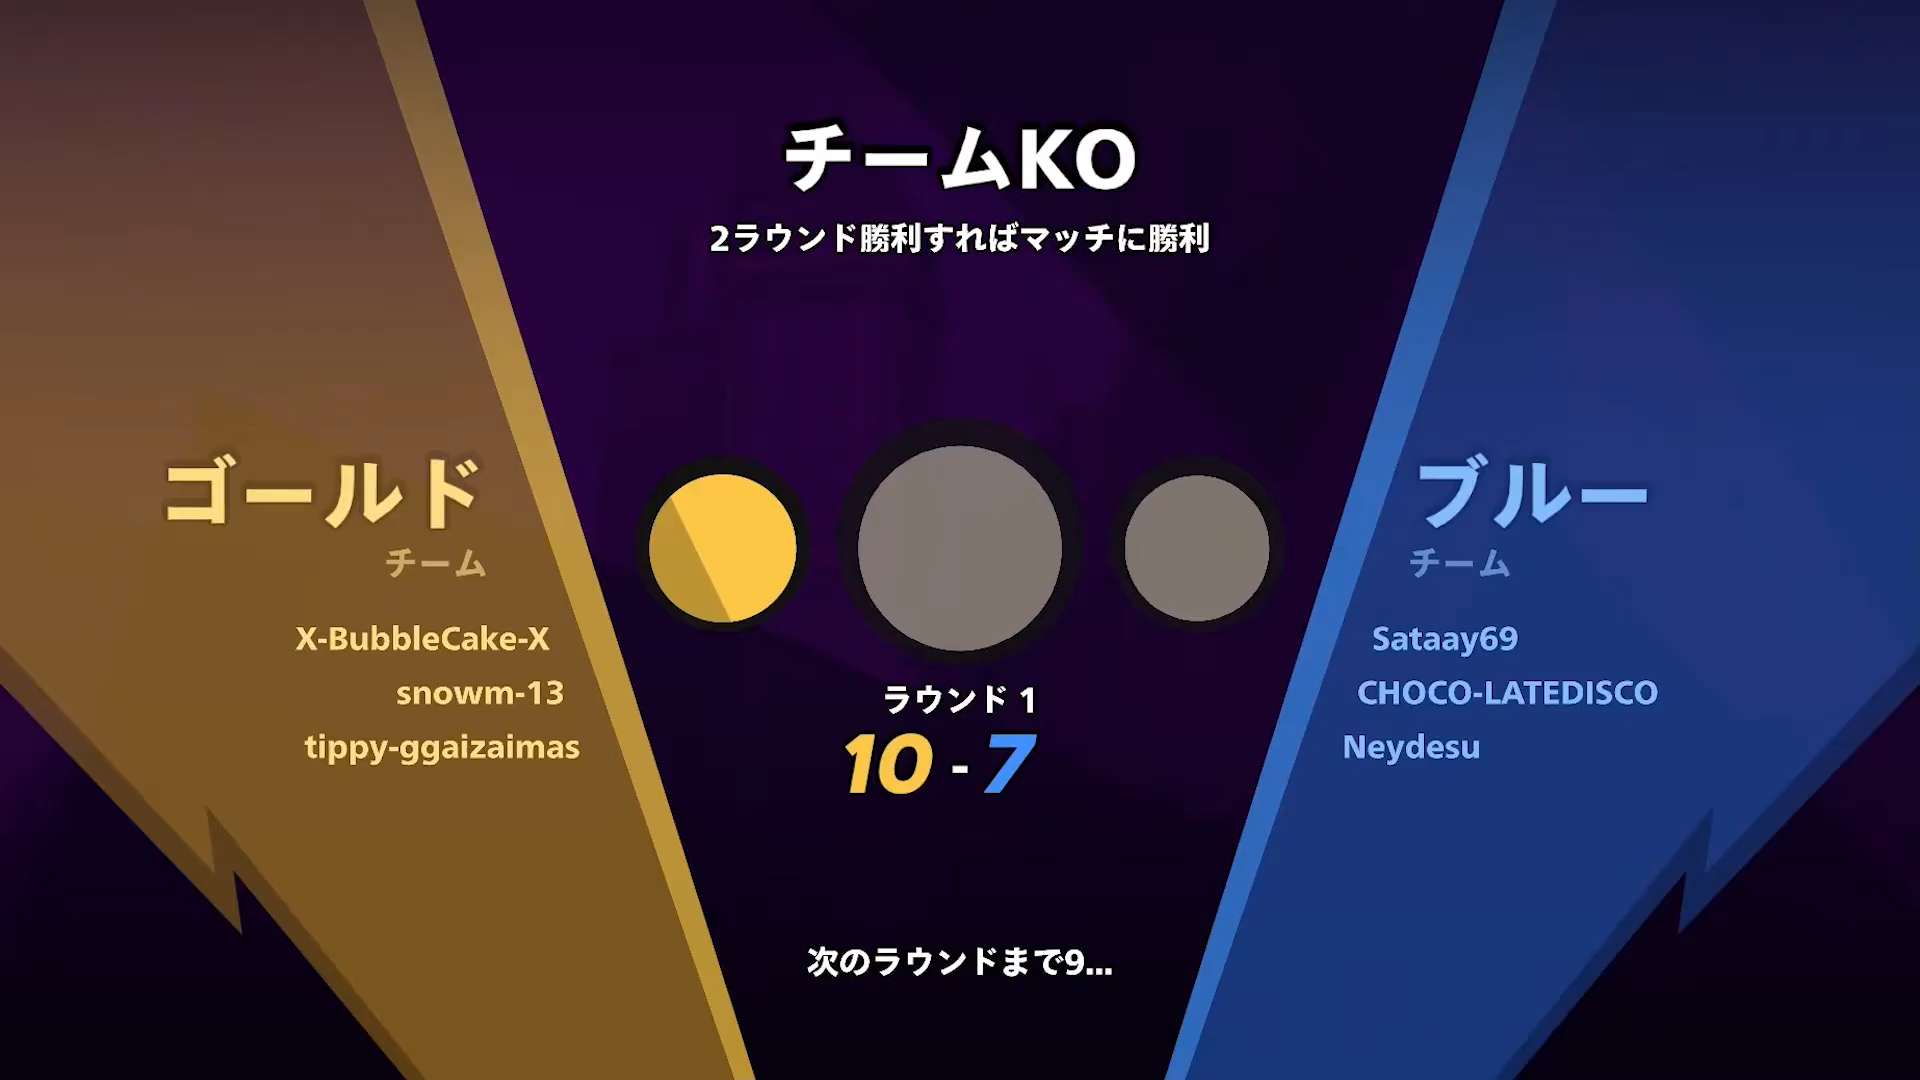 チームKO
2ラウンド勝利すればマッチに勝利
ゴールド
チーム
X-BubbleCake-X
snowm-13
tippy-ggaizaimas
ラウンド 1
10 - 7
ブルー
チーム
Sataay69
CHOCO-LATEDISCO
Neydesu
次のラウンドまで9...